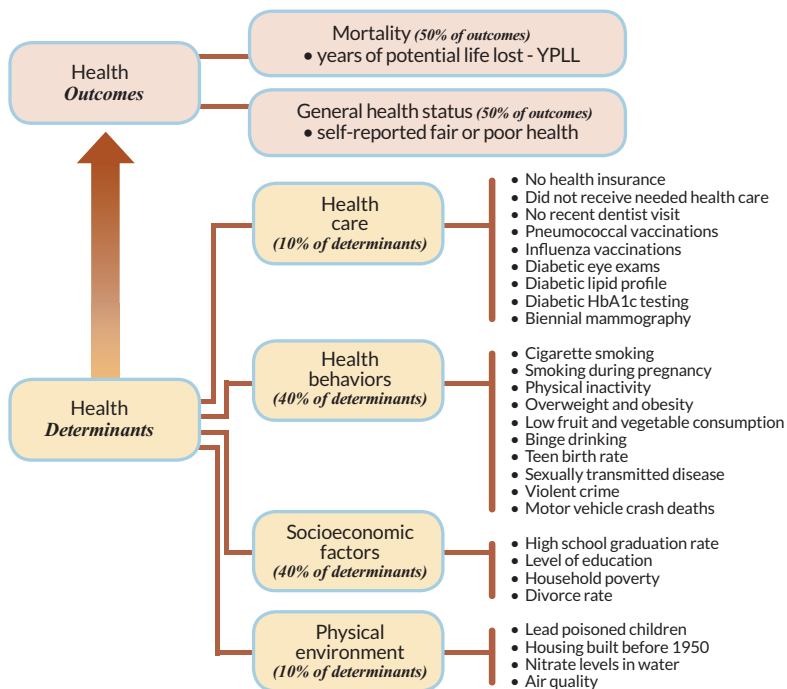 Health
Outcomes
Mortality (50% of outcomes)
• years of potential life lost - YPLL
General health status (50% of outcomes)
• self-reported fair or poor health
Health
Determinants
Health
care
(10% of determinants)
• No health insurance
• Did not receive needed health care
• No recent dentist visit
• Pneumococcal vaccinations
• Influenza vaccinations
• Diabetic eye exams
• Diabetic lipid profile
• Diabetic HbA1c testing
• Biennial mammography
Health
behaviors
(40% of determinants)
• Cigarette smoking
• Smoking during pregnancy
• Physical inactivity
• Overweight and obesity
• Low fruit and vegetable consumption
• Binge drinking
• Teen birth rate
• Sexually transmitted disease
• Violent crime
• Motor vehicle crash deaths
Socioeconomic
factors
(40% of determinants)
• High school graduation rate
• Level of education
• Household poverty
• Divorce rate
Physical
environment
(10% of determinants)
• Lead poisoned children
• Housing built before 1950
• Nitrate levels in water
• Air quality